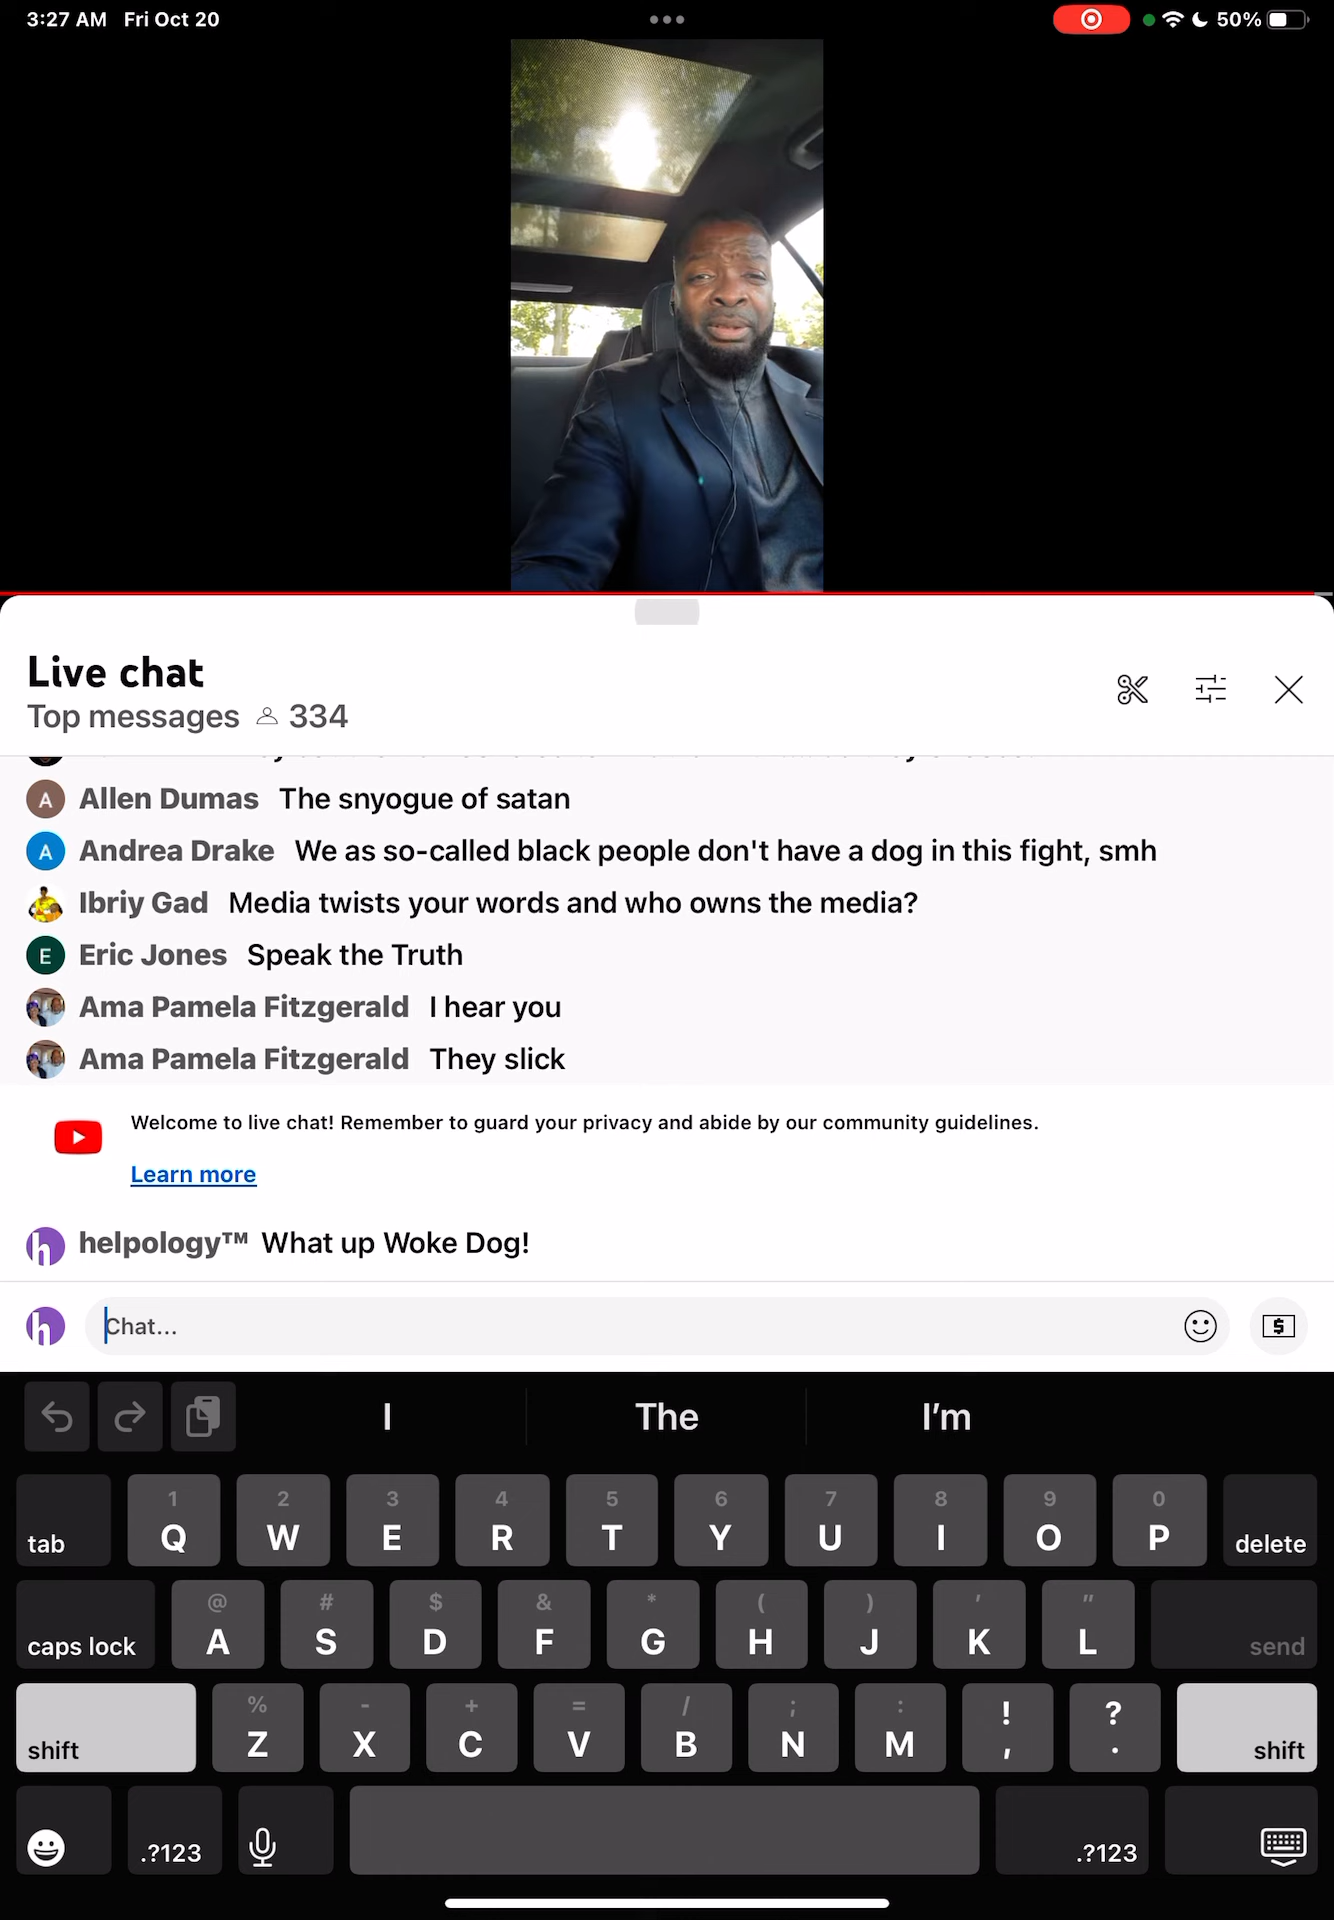 3:27 AM Fri Oct 20
50%
Live chat
Top messages 334
A Allen Dumas The snyogue of satan
A Andrea Drake We as so-called black people don't have a dog in this fight, smh
Ibriy Gad Media twists your words and who owns the media?
E Eric Jones Speak the Truth
Ama Pamela Fitzgerald I hear you
Ama Pamela Fitzgerald They slick
Welcome to live chat! Remember to guard your privacy and abide by our community guidelines.
Learn more
h helpology™ What up Woke Dog!
h Chat... $
I The I'm
1 2 3 4 5 6 7 8 9 0
tab Q W E R T Y U I O P delete
@ # $ & * ( ) ' "
caps lock A S D F G H J K L send
% - + = / ; : ! ?
shift Z X C V B N M , . shift
.?123 .?123